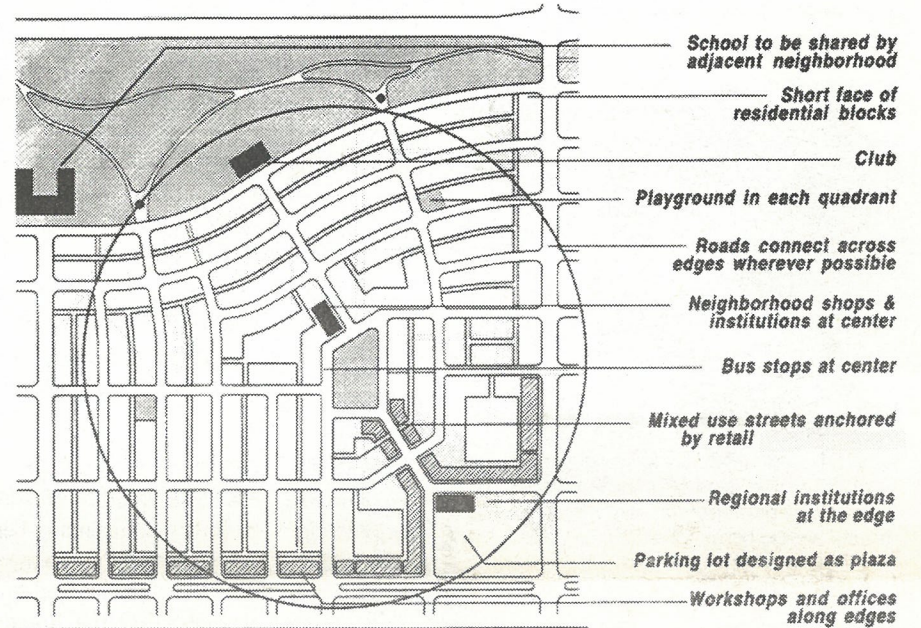 School to be shared by
adjacent neighborhood
Short face of
residential blocks
Club
Playground in each quadrant
Roads connect across
edges wherever possible
Neighborhood shops &
institutions at center
Bus stops at center
Mixed use streets anchored
by retail
Regional institutions
at the edge
Parking lot designed as plaza
Workshops and offices
along edges